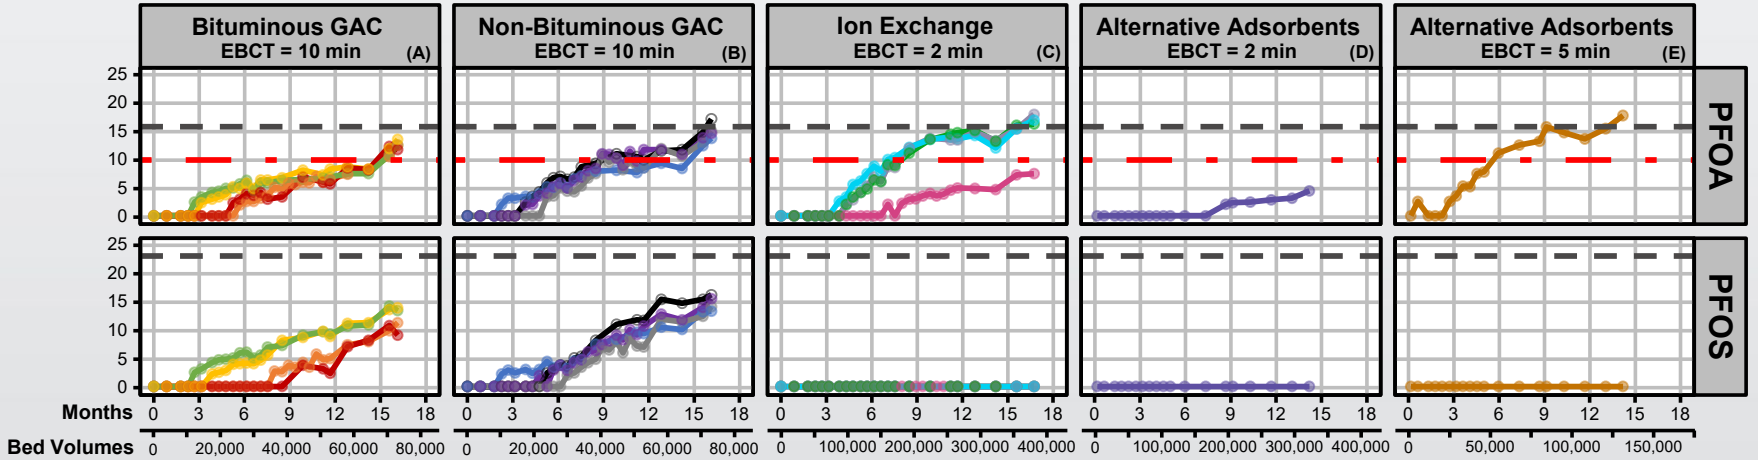 Bituminous GAC
EBCT = 10 min (A)
Non-Bituminous GAC
EBCT = 10 min (B)
Ion Exchange
EBCT = 2 min (C)
Alternative Adsorbents
EBCT = 2 min (D)
Alternative Adsorbents
EBCT = 5 min (E)
25
20
15
10
5
0
PFOA
25
20
15
10
5
0
PFOS
Months 0 3 6 9 12 15 18 0 3 6 9 12 15 18 0 3 6 9 12 15 18 0 3 6 9 12 15 18 0 3 6 9 12 15 18
Bed Volumes 0 20,000 40,000 60,000 80,000 0 20,000 40,000 60,000 80,000 0 100,000 200,000 300,000 400,000 0 100,000 200,000 300,000 400,000 0 50,000 100,000 150,000